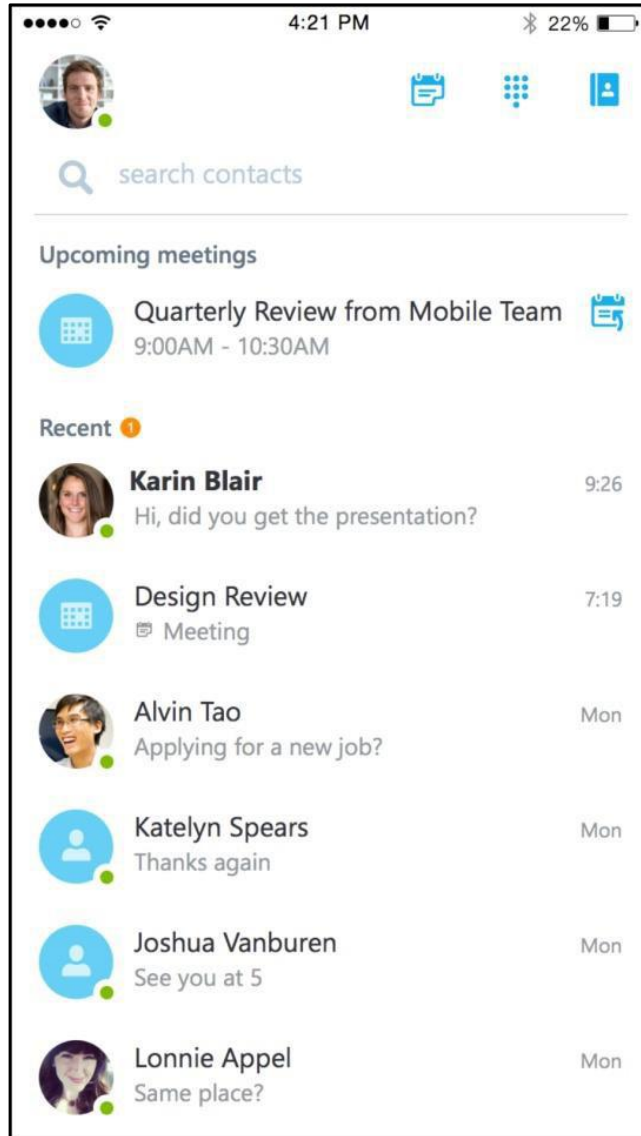 4:21 PM 22%
search contacts
Upcoming meetings
Quarterly Review from Mobile Team
9:00AM - 10:30AM
Recent 1
Karin Blair 9:26
Hi, did you get the presentation?
Design Review 7:19
Meeting
Alvin Tao Mon
Applying for a new job?
Katelyn Spears Mon
Thanks again
Joshua Vanburen Mon
See you at 5
Lonnie Appel Mon
Same place?